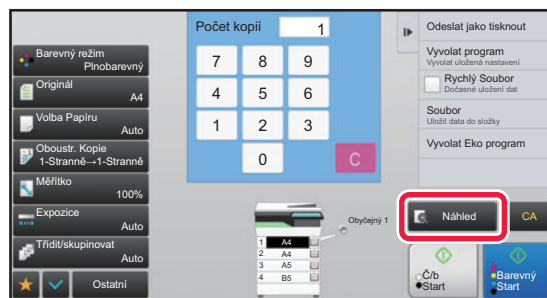 Barevný režim
Plnobarevný
Originál
A4
Volba Papíru
Auto
Oboustr. Kopie
1-Stranně→1-Stranně
Měřítko
100%
Expozice
Auto
Třídit/skupinovat
Auto
Ostatní
Počet kopií
1
7 8 9
4 5 6
1 2 3
0 C
Obyčejný 1
1 A4
2 A4
3 A5
4 B5
Odeslat jako tisknout
Vyvolat program
Vyvolat uložená nastavení
Rychlý Soubor
Dočasné uložení dat
Soubor
Uložit data do složky
Vyvolat Eko program
Náhled
CA
Č/b
Start
Barevný
Start